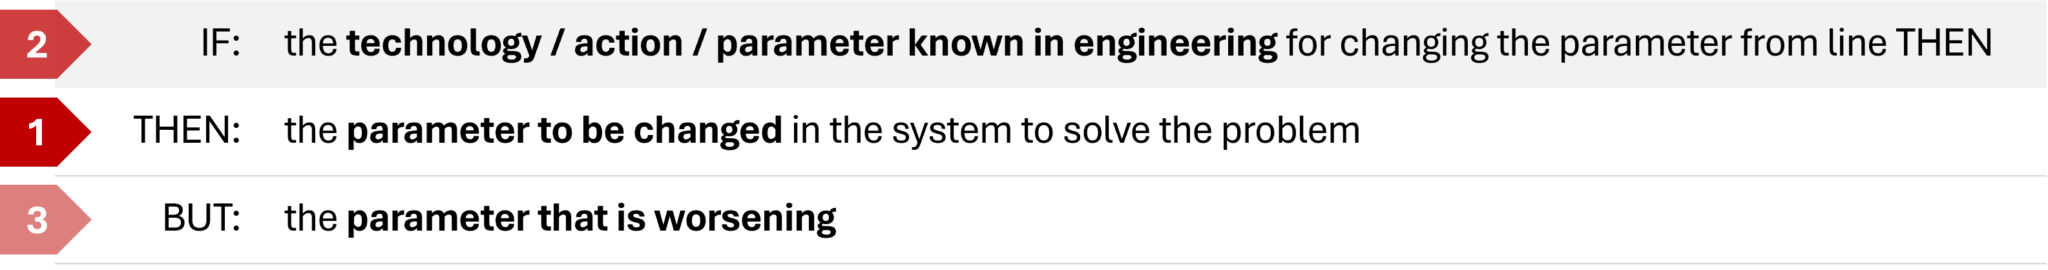 2 IF: the technology / action / parameter known in engineering for changing the parameter from line THEN
1 THEN: the parameter to be changed in the system to solve the problem
3 BUT: the parameter that is worsening